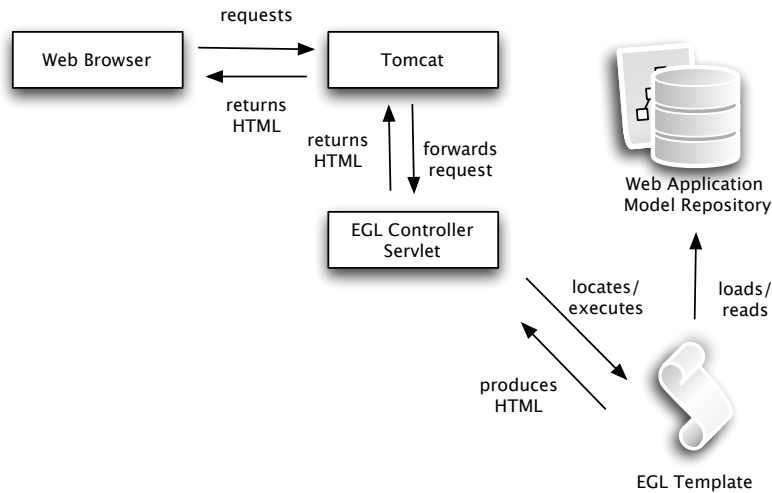 requests
Web Browser
Tomcat
returns
HTML
returns
HTML
forwards
request
Web Application
Model Repository
EGL Controller
Servlet
locates/
executes
loads/
reads
produces
HTML
EGL Template